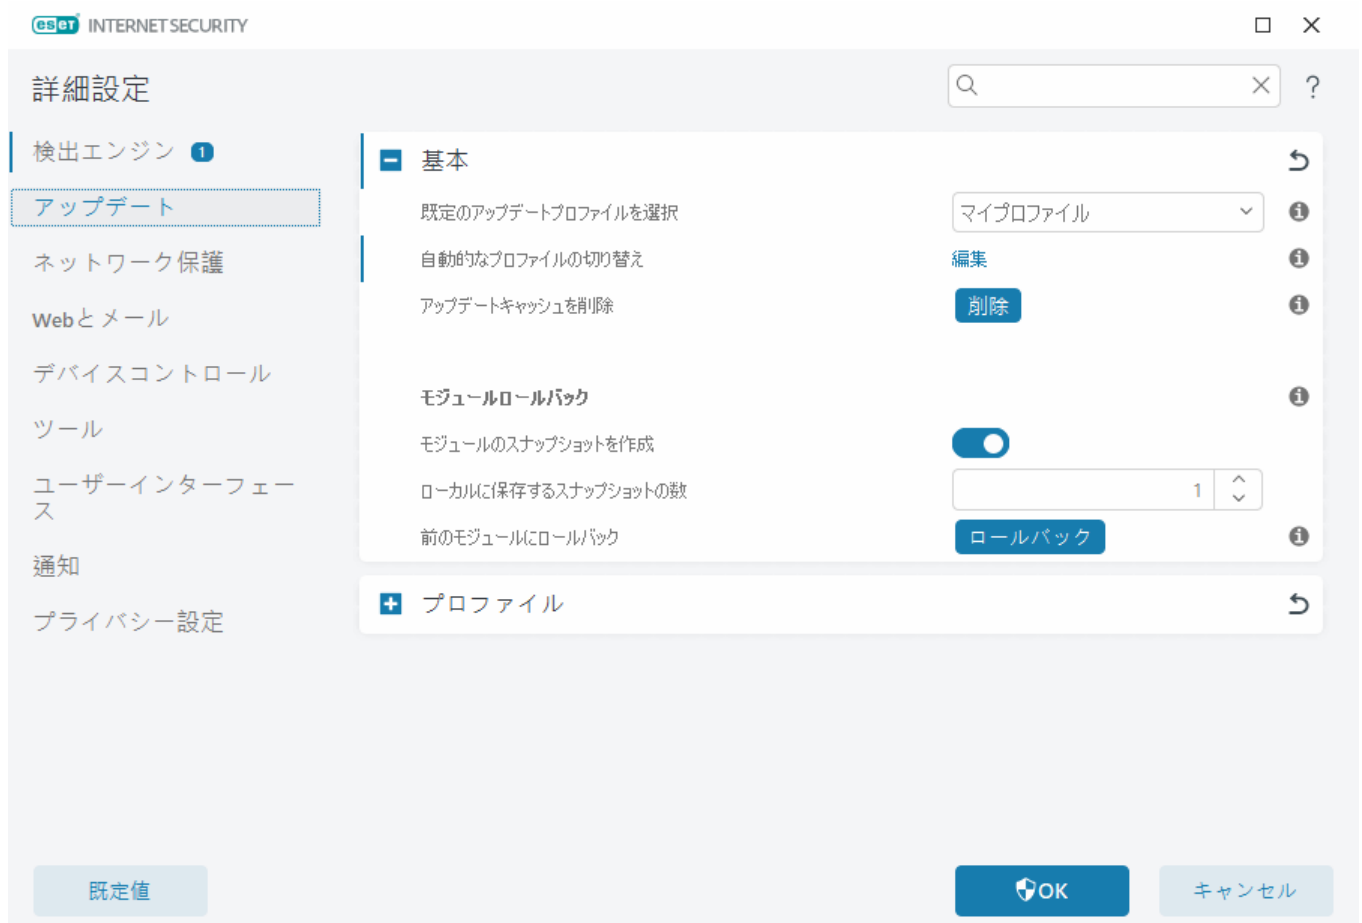 eset INTERNET SECURITY
詳細設定
?
検出エンジン 1
アップデート
ネットワーク保護
Webとメール
デバイスコントロール
ツール
ユーザーインターフェー
ス
通知
プライバシー設定
基本
既定のアップデートプロファイルを選択 マイプロファイル
自動的なプロファイルの切り替え 編集
アップデートキャッシュを削除 削除
モジュールロールバック
モジュールのスナップショットを作成
ローカルに保存するスナップショットの数 1
前のモジュールにロールバック ロールバック
プロファイル
既定値
OK
キャンセル